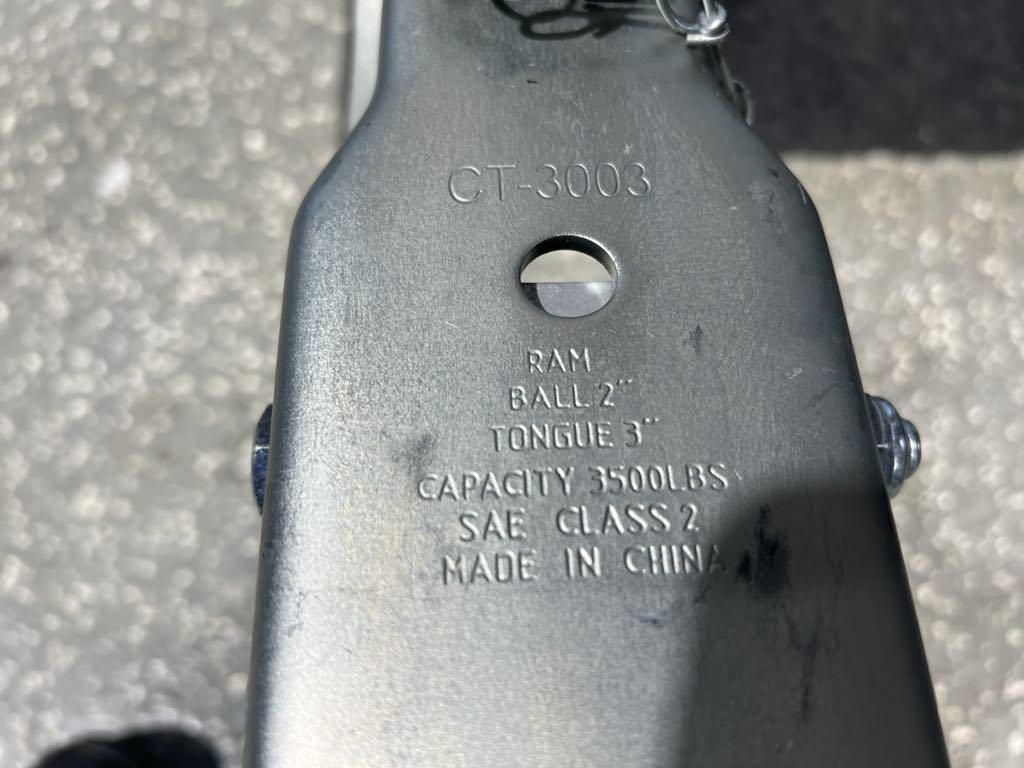 CT-3003
RAM
BALL 2"
TONGUE 3"
CAPACITY 3500LBS
SAE CLASS 2
MADE IN CHINA